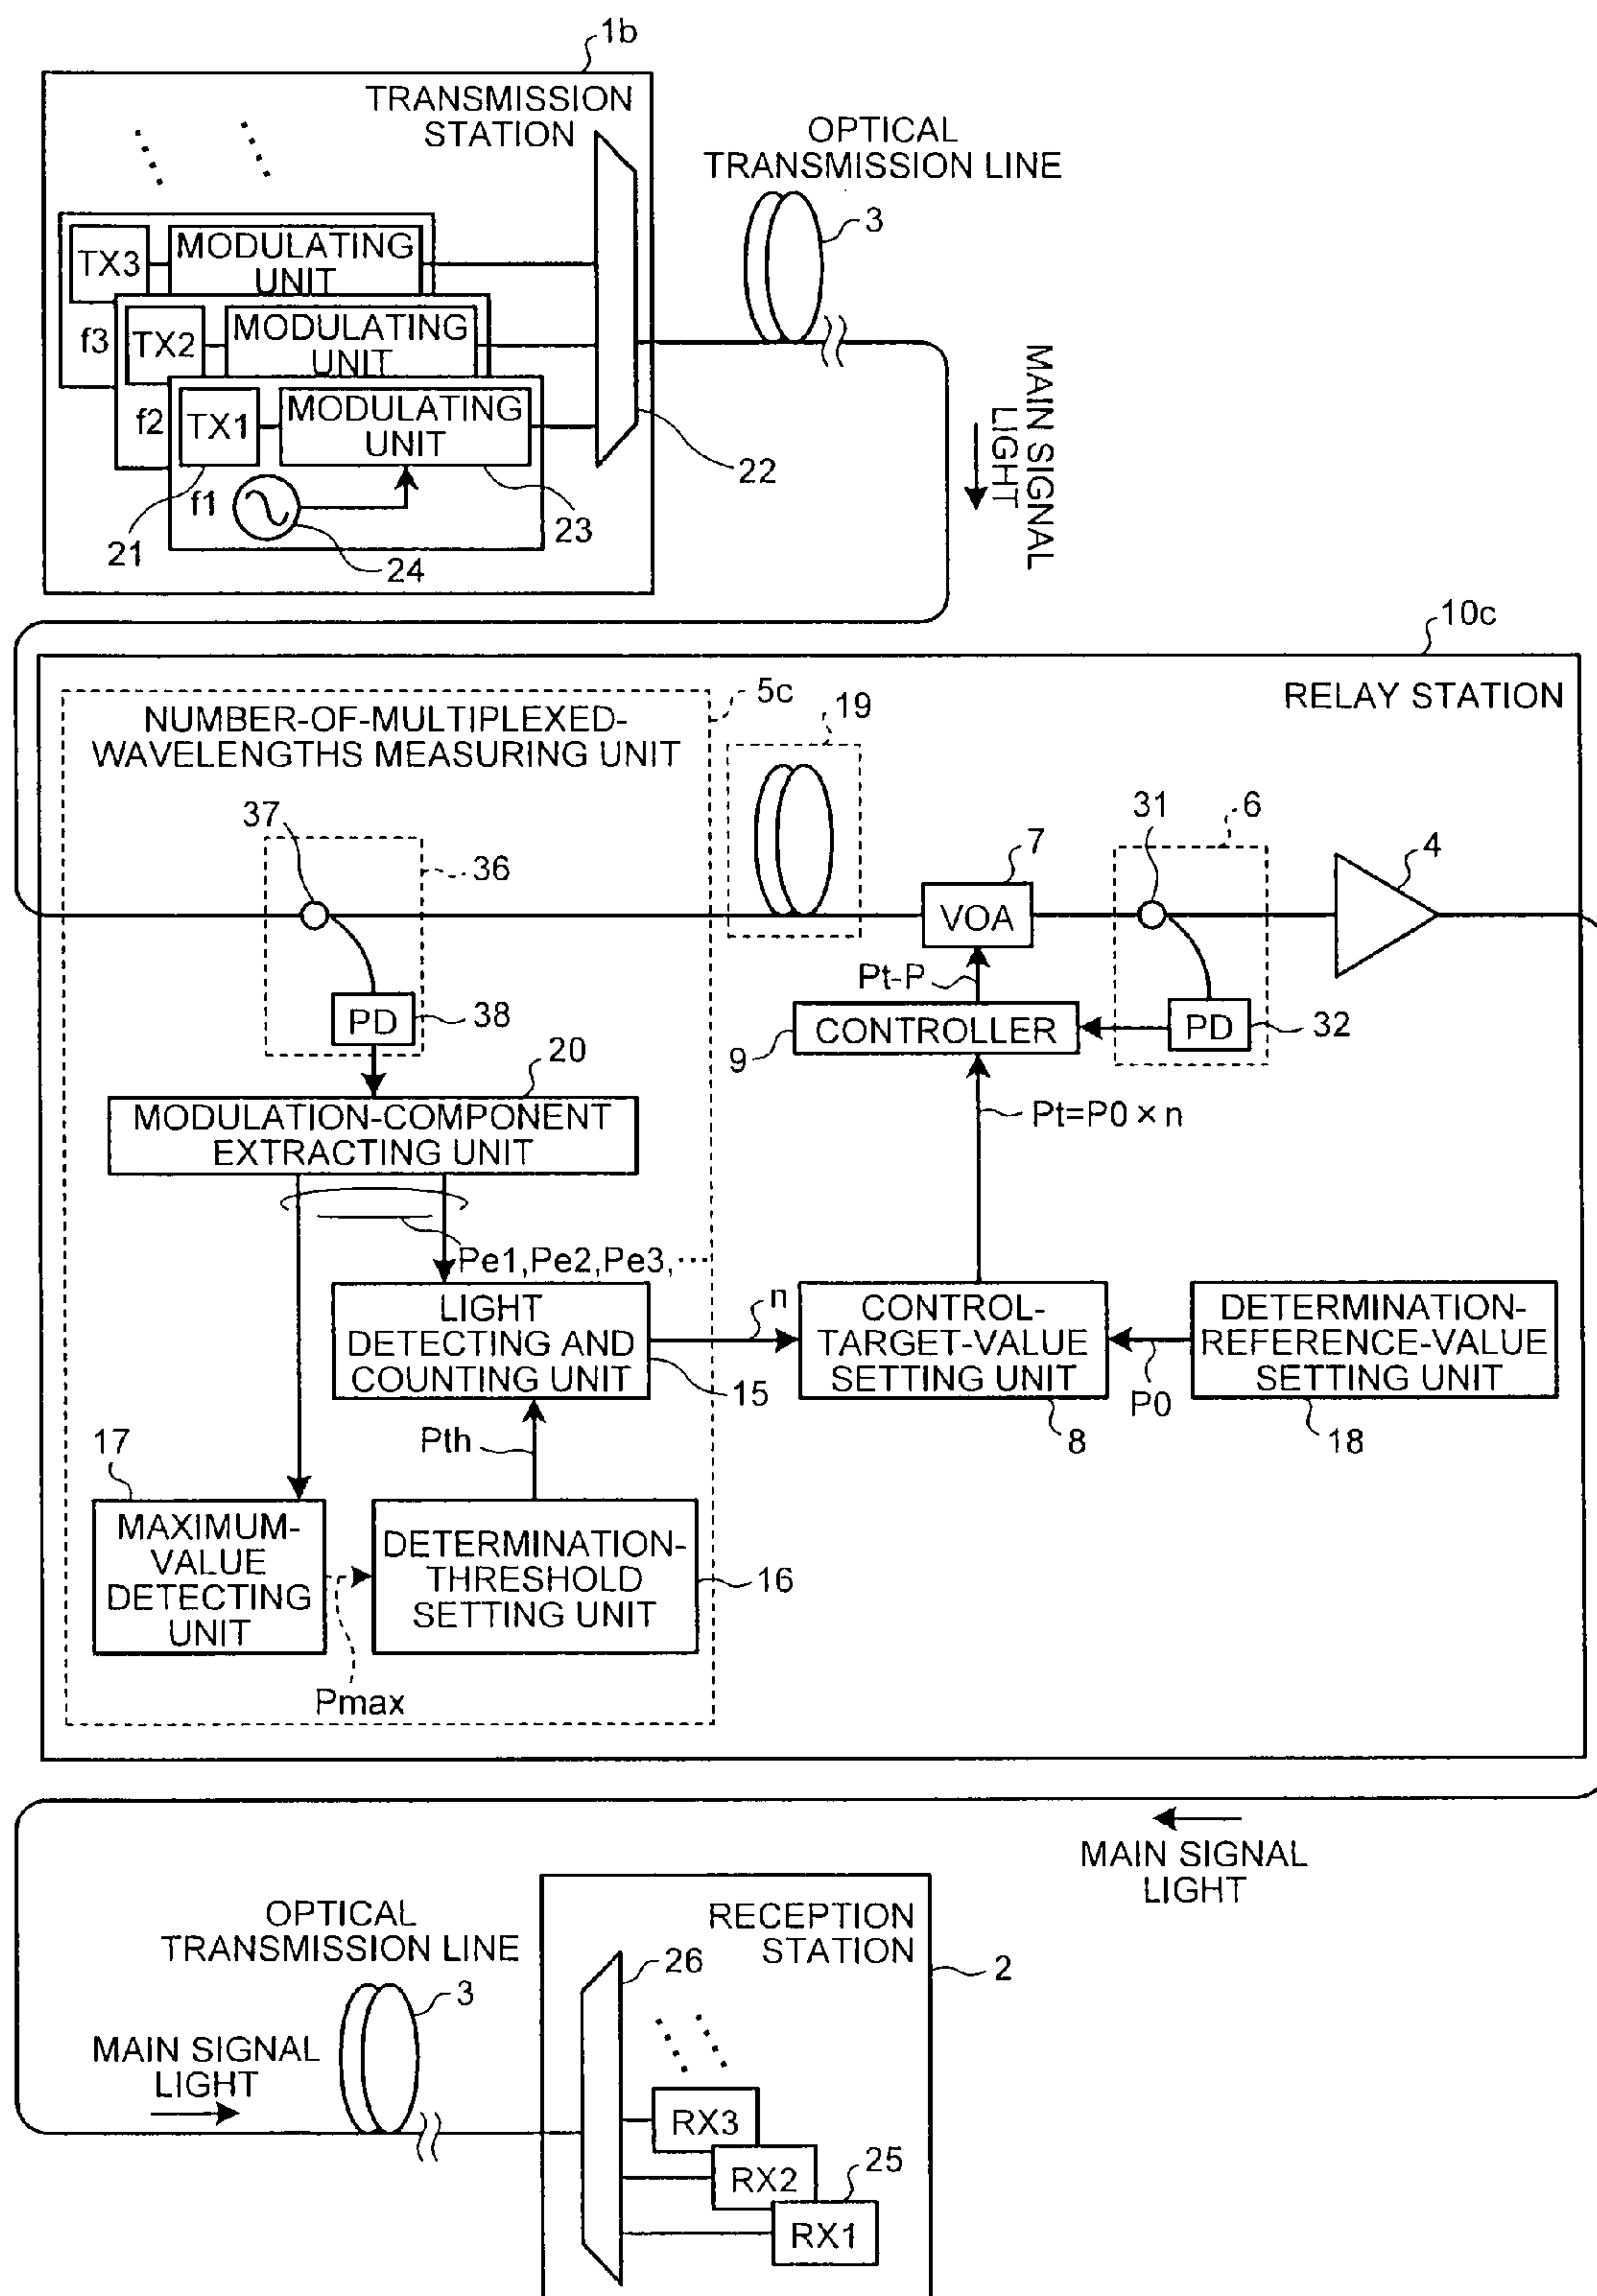 1b
TRANSMISSION
STATION
OPTICAL
TRANSMISSION LINE
3
TX3
MODULATING
UNIT
f3
TX2
MODULATING
UNIT
f2
TX1
MODULATING
UNIT
f1
21
24
23
22
MAIN SIGNAL
LIGHT
10c
RELAY STATION
5c
NUMBER-OF-MULTIPLEXED-
WAVELENGTHS MEASURING UNIT
19
37
36
PD
38
7
VOA
31
6
4
Pt-P
9
CONTROLLER
PD
32
20
MODULATION-COMPONENT
EXTRACTING UNIT
Pt=P0×n
Pe1,Pe2,Pe3,...
LIGHT
DETECTING AND
COUNTING UNIT
15
n
CONTROL-
TARGET-VALUE
SETTING UNIT
8
P0
DETERMINATION-
REFERENCE-VALUE
SETTING UNIT
18
Pth
17
MAXIMUM-
VALUE
DETECTING
UNIT
DETERMINATION-
THRESHOLD
SETTING UNIT
16
Pmax
MAIN SIGNAL
LIGHT
OPTICAL
TRANSMISSION LINE
3
MAIN SIGNAL
LIGHT
RECEPTION
STATION
2
26
RX3
RX2
25
RX1